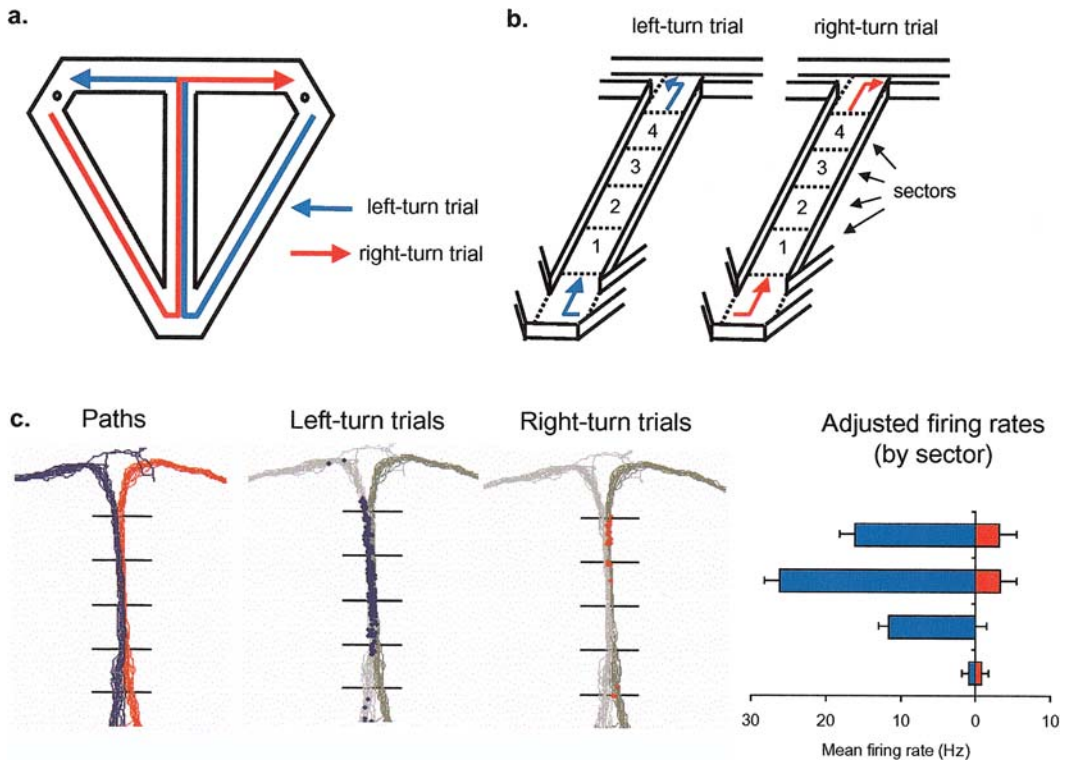 a.
left-turn trial
right-turn trial
b.
left-turn trial
right-turn trial
4
3
2
1
4
3
2
1
sectors
c.
Paths
Left-turn trials
Right-turn trials
Adjusted firing rates
(by sector)
30
20
10
0
10
Mean firing rate (Hz)